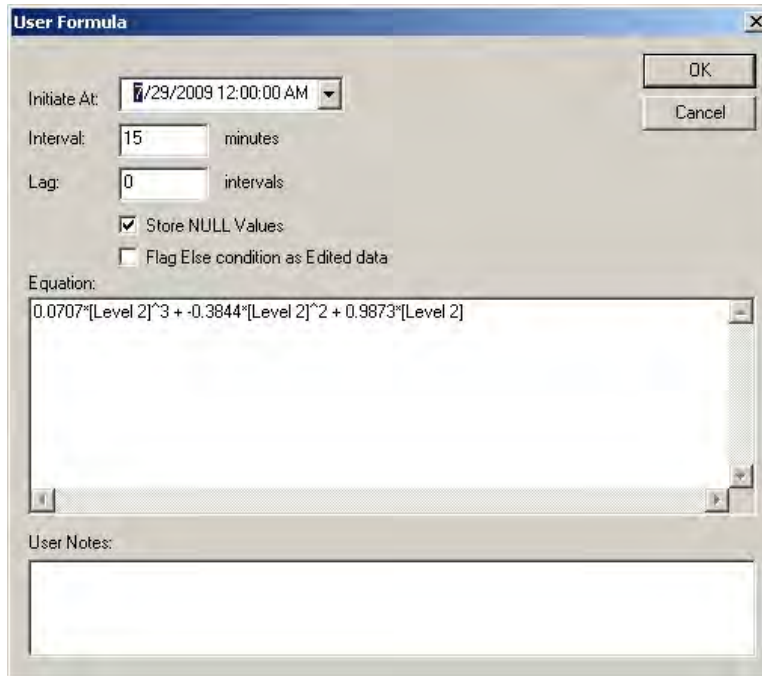 User Formula
OK
Initiate At: 7/29/2009 12:00:00 AM
Cancel
Interval: 15 minutes
Lag: 0 intervals
Store NULL Values
Flag Else condition as Edited data
Equation:
0.0707*[Level 2]^3 + -0.3844*[Level 2]^2 + 0.9873*[Level 2]
User Notes: